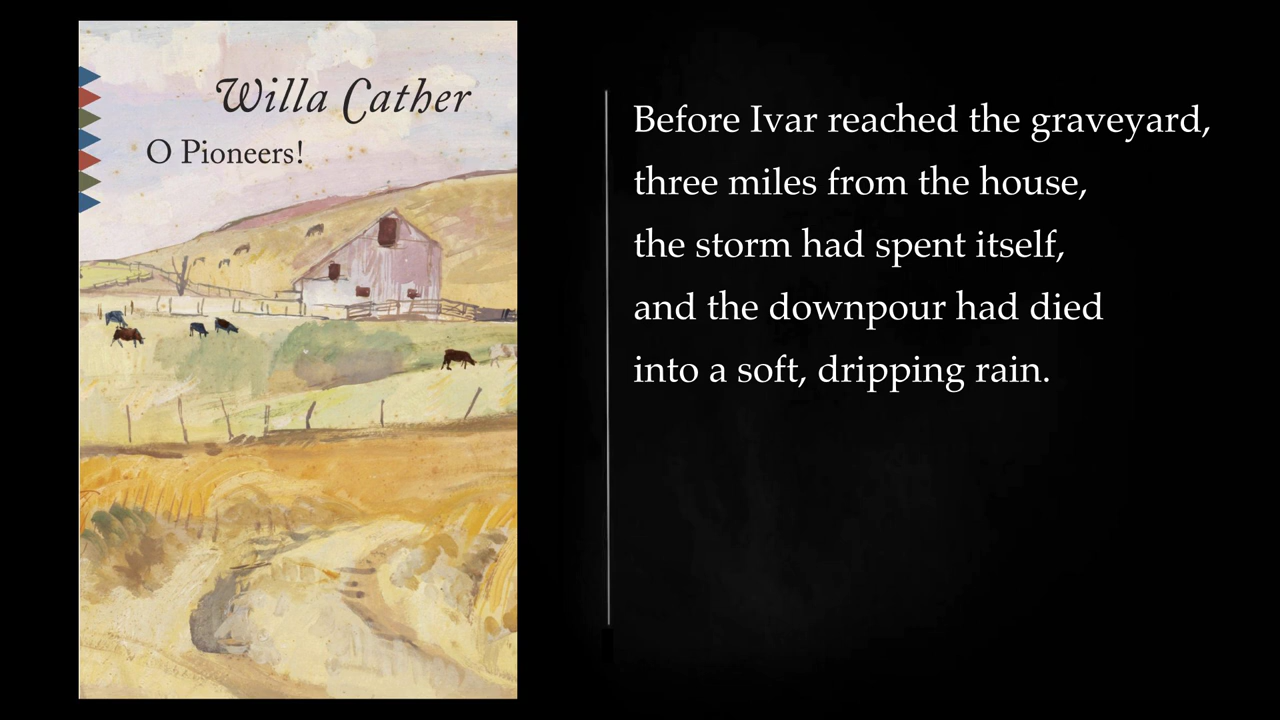 Willa Cather
O Pioneers!
Before Ivar reached the graveyard,
three miles from the house,
the storm had spent itself,
and the downpour had died
into a soft, dripping rain.